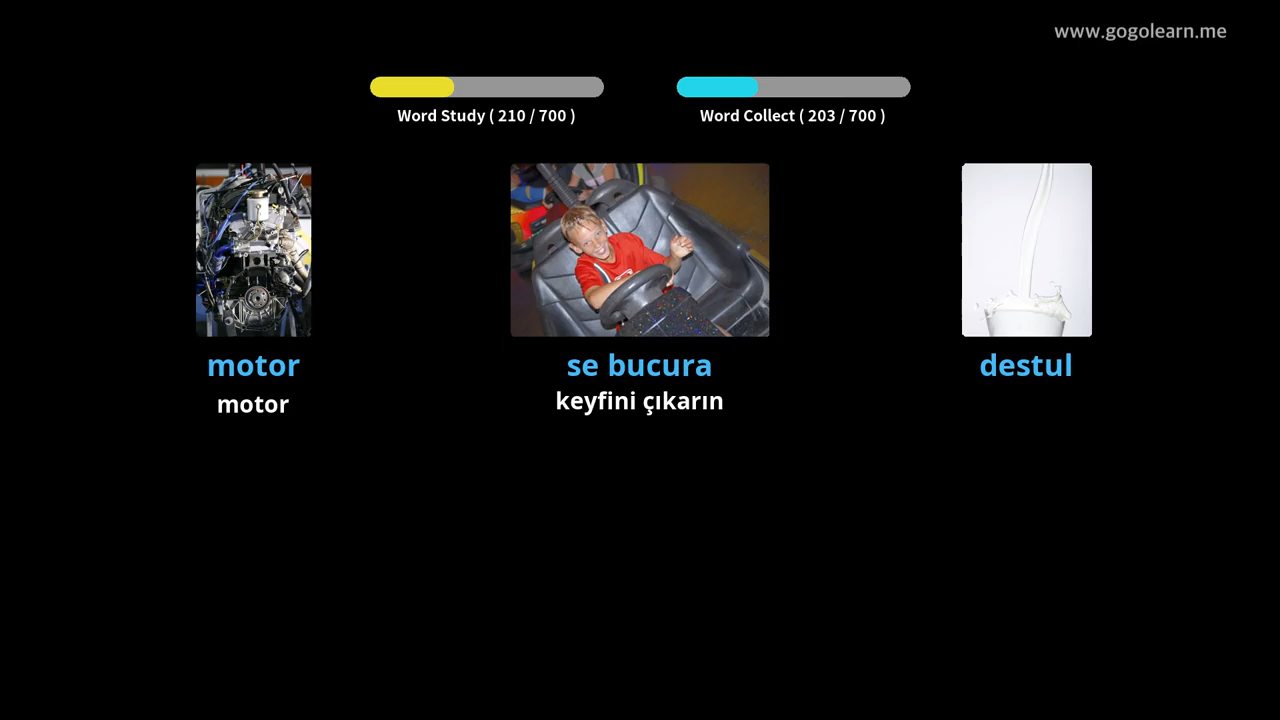 www.gogolearn.me
Word Study ( 210 / 700 )
Word Collect ( 203 / 700 )
motor
motor
se bucura
keyfini çıkarın
destul